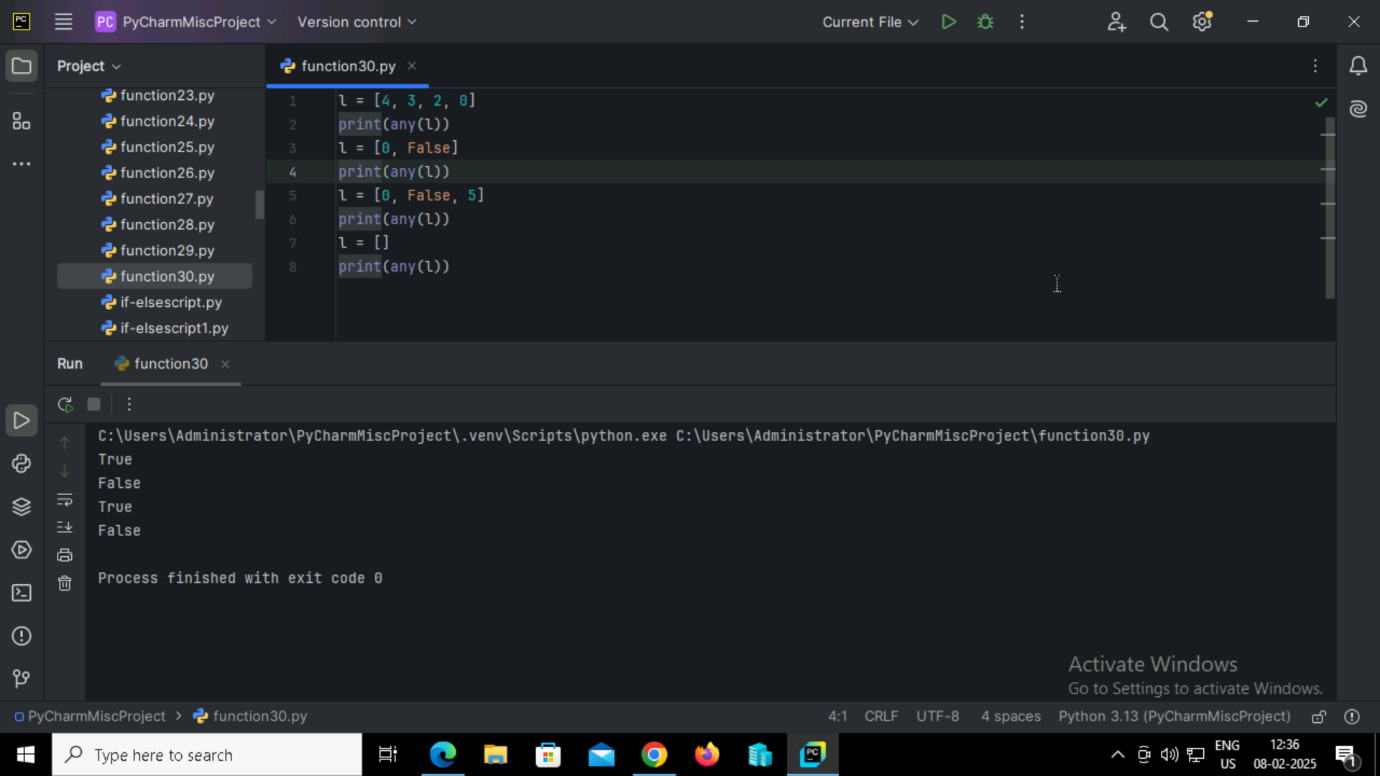 PC
PC PyCharmMiscProject Version control Current File
Project
function30.py
function23.py
function24.py
function25.py
function26.py
function27.py
function28.py
function29.py
function30.py
if-elsescript.py
if-elsescript1.py
1 l = [4, 3, 2, 0]
2 print(any(l))
3 l = [0, False]
4 print(any(l))
5 l = [0, False, 5]
6 print(any(l))
7 l = []
8 print(any(l))
Run function30
C:\Users\Administrator\PyCharmMiscProject\.venv\Scripts\python.exe C:\Users\Administrator\PyCharmMiscProject\function30.py
True
False
True
False
Process finished with exit code 0
Activate Windows
Go to Settings to activate Windows.
PyCharmMiscProject > function30.py 4:1 CRLF UTF-8 4 spaces Python 3.13 (PyCharmMiscProject)
Type here to search
PC
ENG
US
12:36
08-02-2025
1